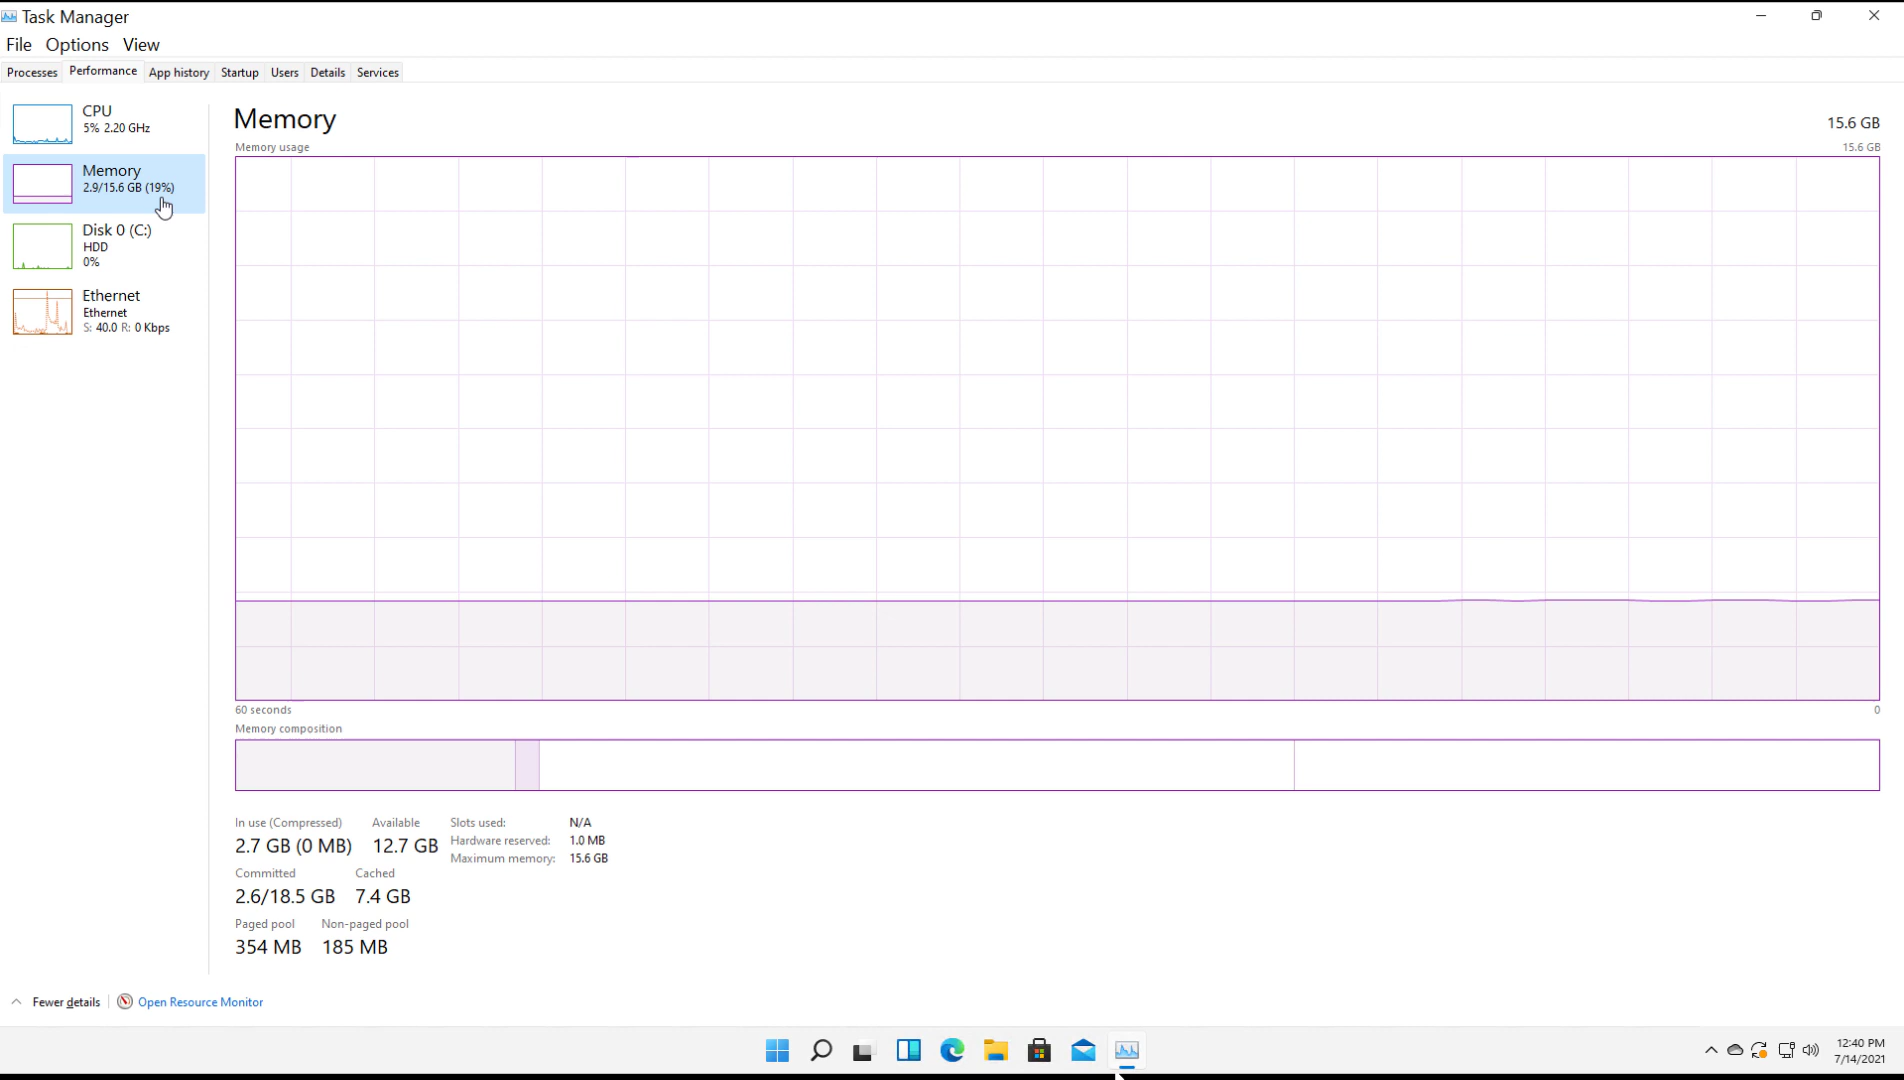 Task Manager
File Options View
Processes Performance App history Startup Users Details Services
CPU
5% 2.20 GHz
Memory
2.9/15.6 GB (19%)
Disk 0 (C:)
HDD
0%
Ethernet
Ethernet
S: 40.0 R: 0 Kbps
Memory
15.6 GB
Memory usage
15.6 GB
60 seconds
0
Memory composition
In use (Compressed)
2.7 GB (0 MB)
Available
12.7 GB
Slots used: N/A
Hardware reserved: 1.0 MB
Maximum memory: 15.6 GB
Committed
2.6/18.5 GB
Cached
7.4 GB
Paged pool
354 MB
Non-paged pool
185 MB
Fewer details
Open Resource Monitor
12:40 PM
7/14/2021